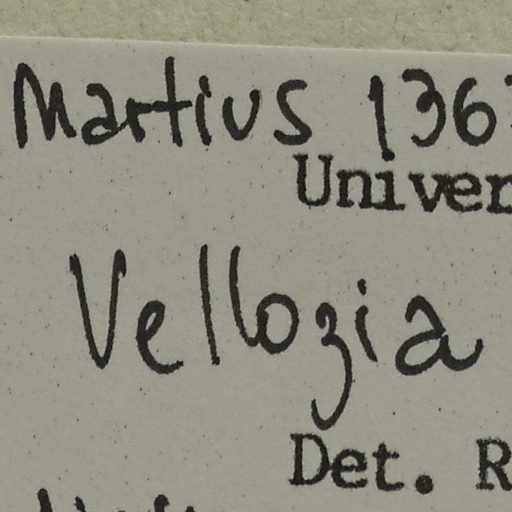 Martius 136
Univer
Vellozia
Det. R